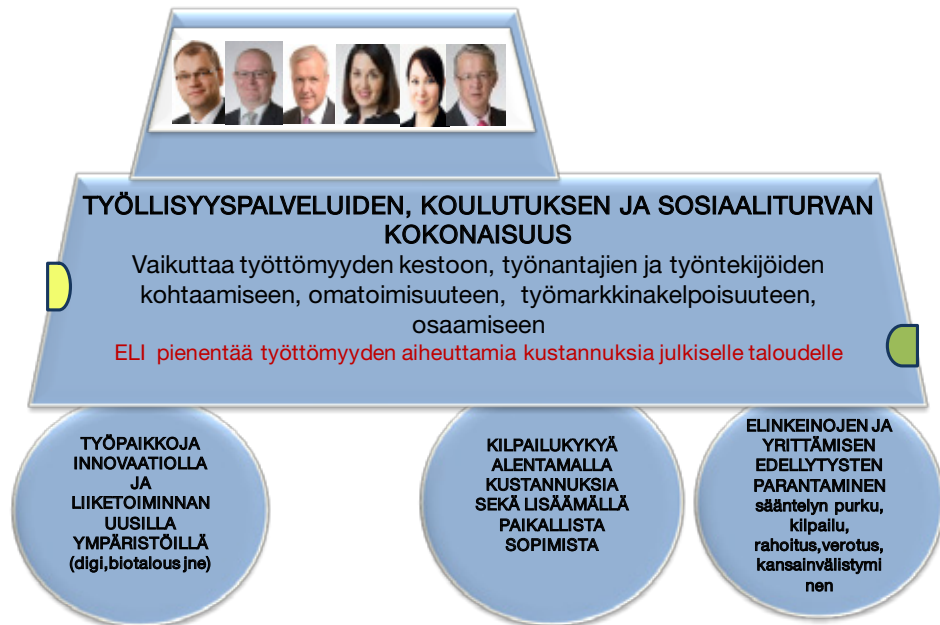 TYÖLLISYYSPALVELUIDEN, KOULUTUKSEN JA SOSIAALITURVAN
KOKONAISUUS
Vaikuttaa työttömyyden kestoon, työnantajien ja työntekijöiden
kohtaamiseen, omatoimisuuteen, työmarkkinakelpoisuuteen,
osaamiseen
ELI pienentää työttömyyden aiheuttamia kustannuksia julkiselle taloudelle
TYÖPAIKKOJA
INNOVAATIOLLA
JA
LIIKETOIMINNAN
UUSILLA
YMPÄRISTÖILLÄ
(digi,biotalous jne)
KILPAILUKYKYÄ
ALENTAMALLA
KUSTANNUKSIA
SEKÄ LISÄÄMÄLLÄ
PAIKALLISTA
SOPIMISTA
ELINKEINOJEN JA
YRITTÄMISEN
EDELLYTYSTEN
PARANTAMINEN
sääntelyn purku,
kilpailu,
rahoitus,verotus,
kansainvälistymi
nen